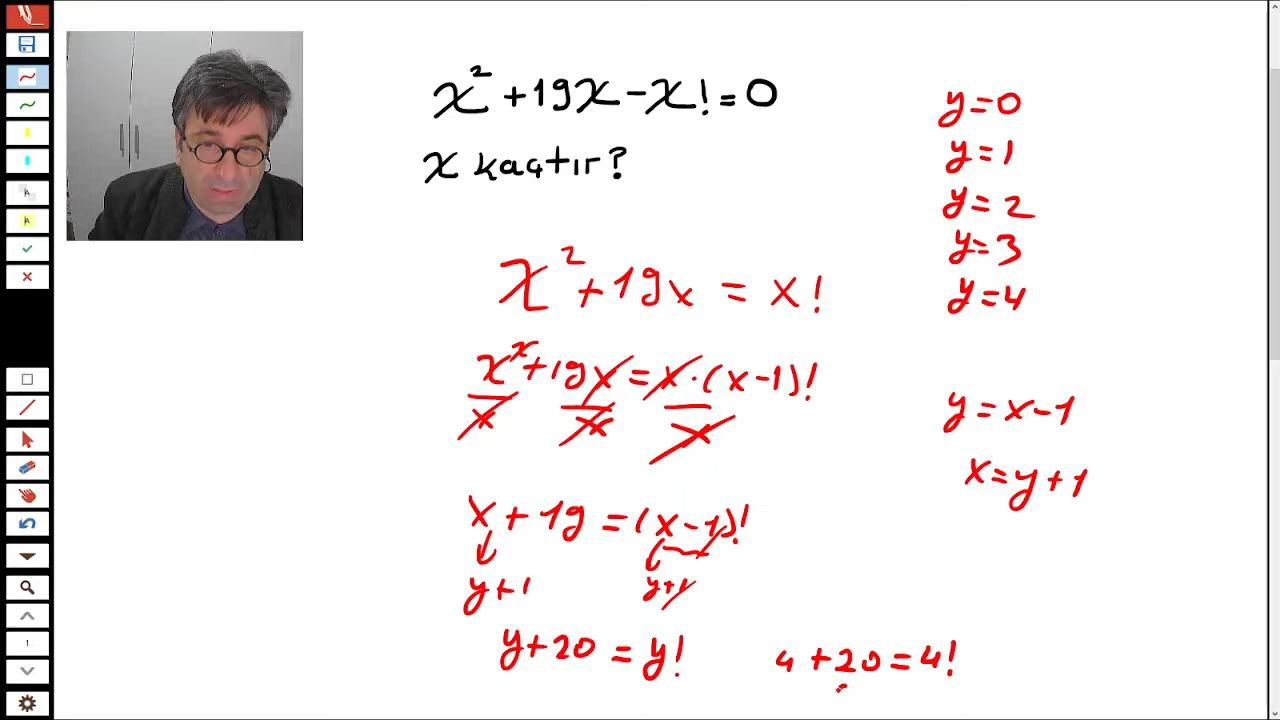 x² + 19x - x! = 0
x kaçtır?
x² + 19x = x!
x^x + 19x = x·(x-1)!
x x x
x + 19 = (x-1)!
y+1 y+1
y+20 = y!
4+20=4!
y=0
y=1
y=2
y=3
y=4
y=x-1
x=y+1